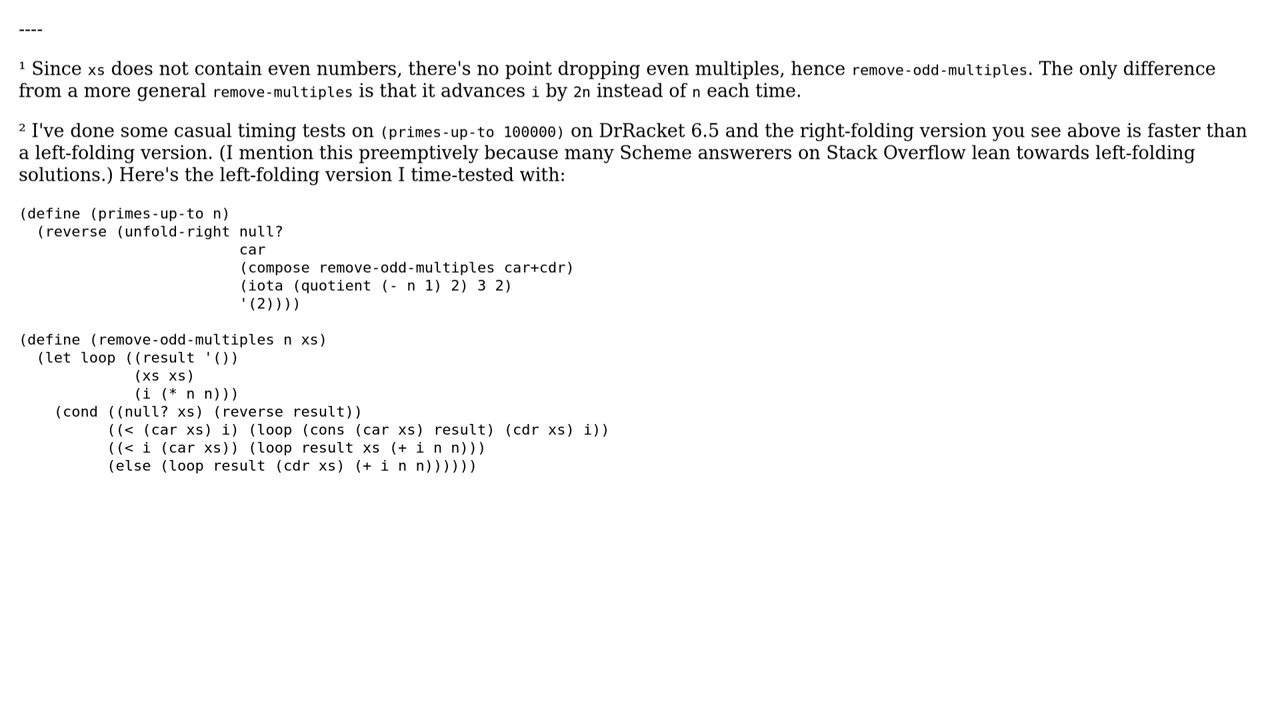 ----
¹ Since xs does not contain even numbers, there's no point dropping even multiples, hence remove-odd-multiples. The only difference
from a more general remove-multiples is that it advances i by 2n instead of n each time.
² I've done some casual timing tests on (primes-up-to 100000) on DrRacket 6.5 and the right-folding version you see above is faster than
a left-folding version. (I mention this preemptively because many Scheme answerers on Stack Overflow lean towards left-folding
solutions.) Here's the left-folding version I time-tested with:
(define (primes-up-to n)
  (reverse (unfold-right null?
                         car
                         (compose remove-odd-multiples car+cdr)
                         (iota (quotient (- n 1) 2) 3 2)
                         '(2))))
(define (remove-odd-multiples n xs)
  (let loop ((result '())
             (xs xs)
             (i (* n n)))
    (cond ((null? xs) (reverse result))
          ((< (car xs) i) (loop (cons (car xs) result) (cdr xs) i))
          ((< i (car xs)) (loop result xs (+ i n n)))
          (else (loop result (cdr xs) (+ i n n))))))